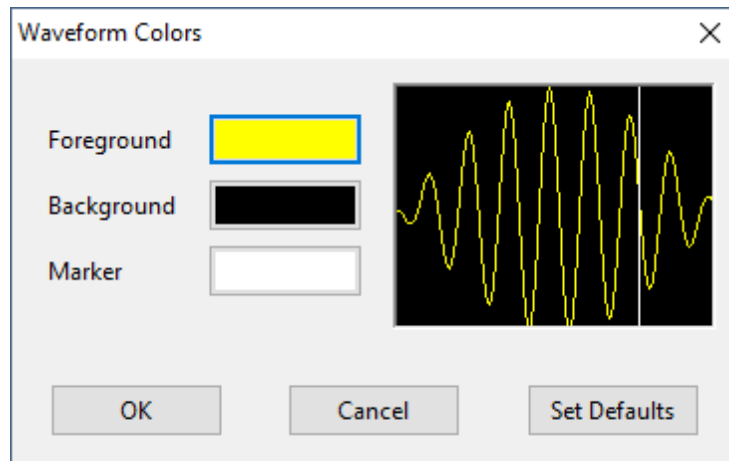 Waveform Colors
Foreground
Background
Marker
OK Cancel Set Defaults